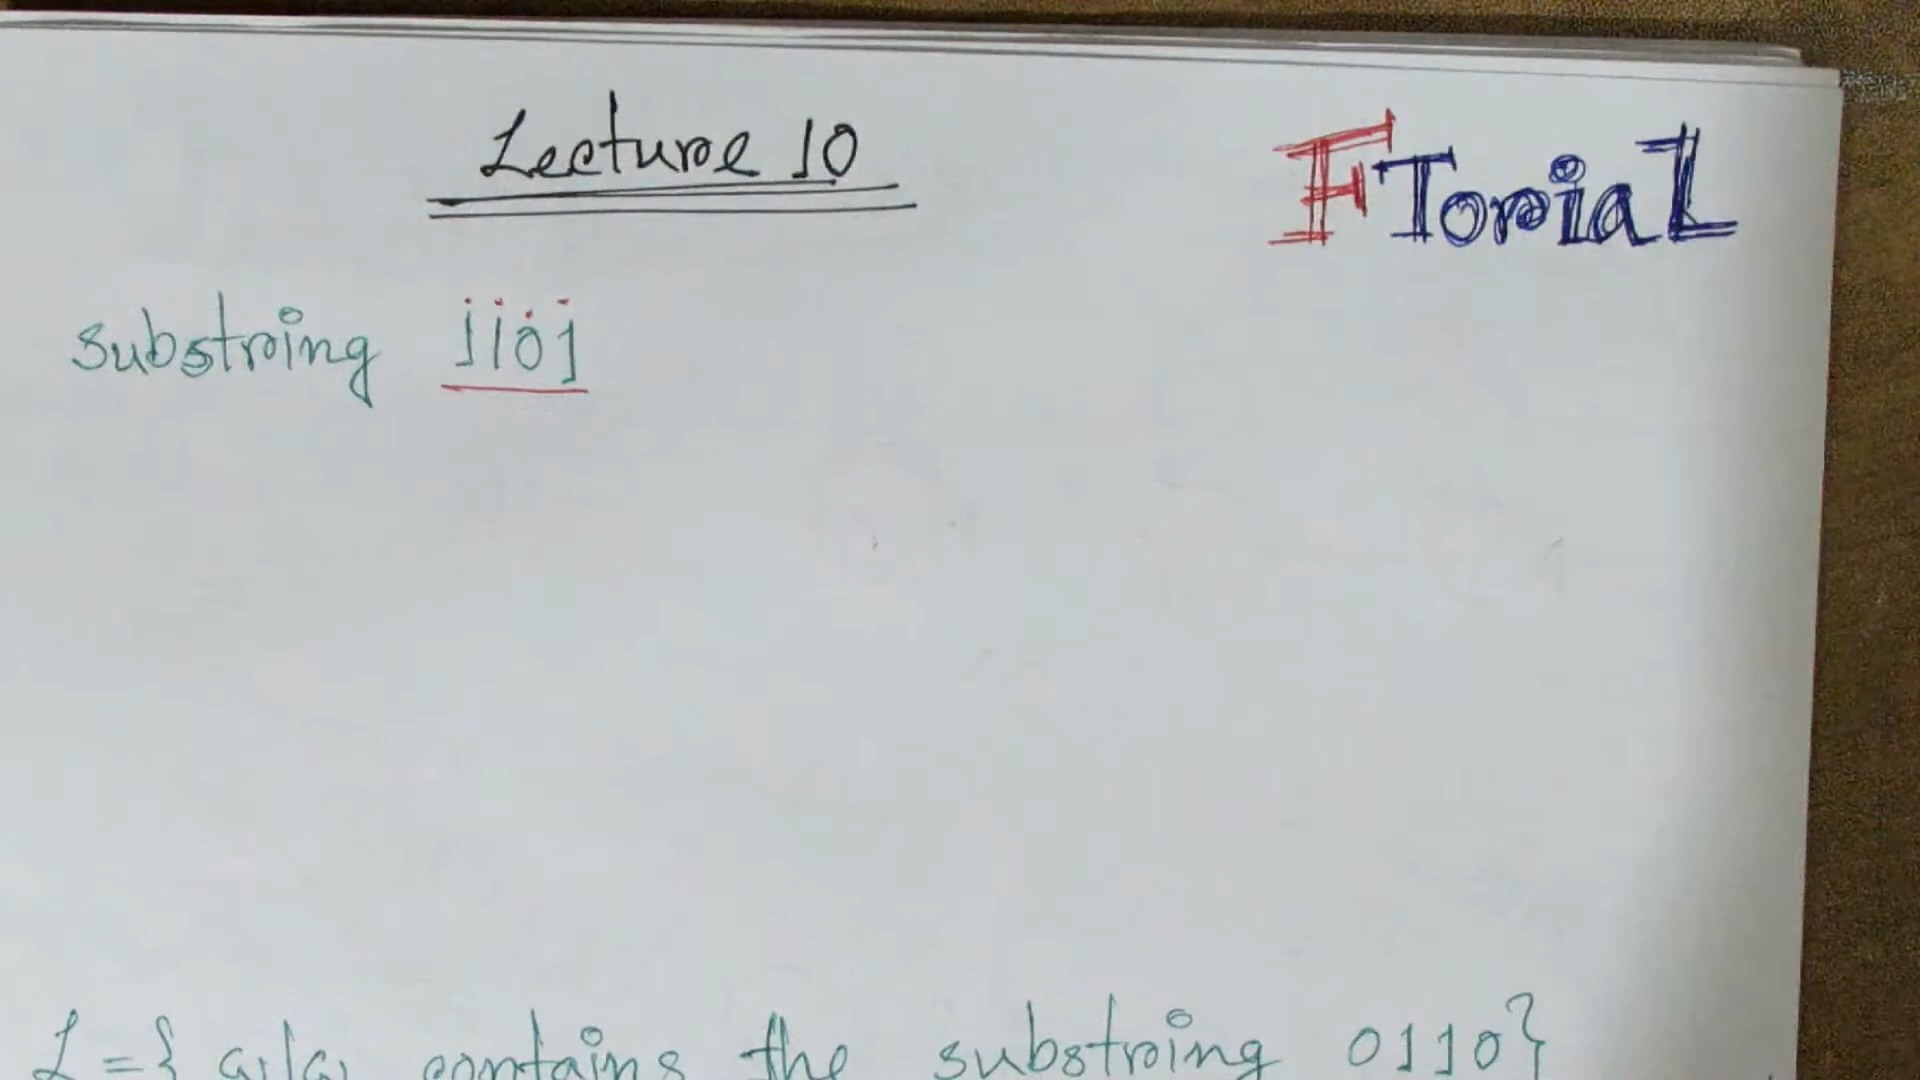 Lecture 10
FTorial
substring 1101
L = { ω|ω contains the substring 0110}